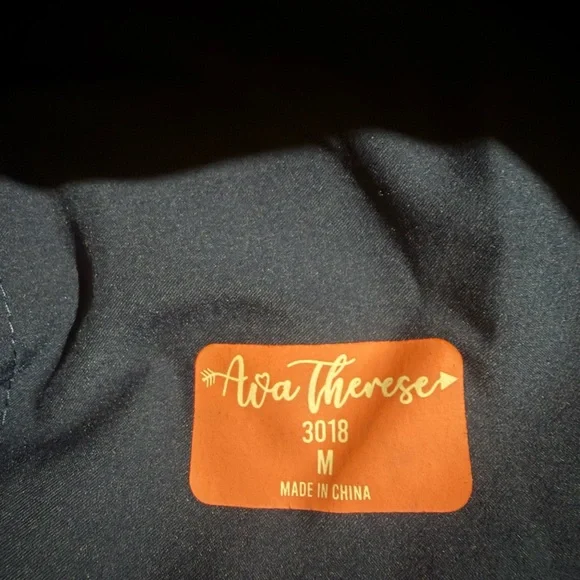 Ava Therese
3018
M
MADE IN CHINA